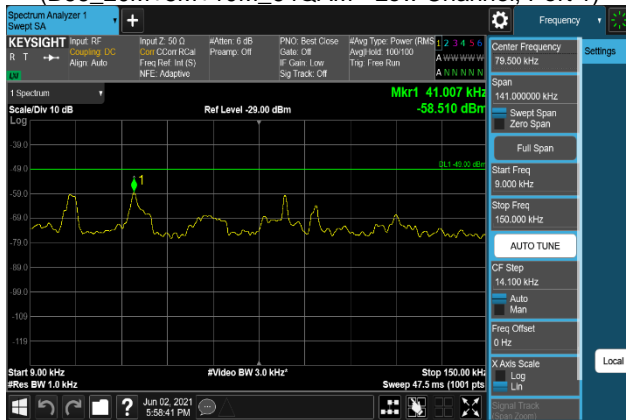 Spectrum Analyzer 1
Swept SA
Frequency
KEYSIGHT
R T
LXI
Input: RF
Coupling: DC
Align: Auto
Input Z: 50 Ω
Corr CCorr RCal
Freq Ref: Int (S)
NFE: Adaptive
#Atten: 6 dB
Preamp: Off
PNO: Best Close
Gate: Off
IF Gain: Low
Sig Track: Off
#Avg Type: Power (RMS
Avg|Hold: 100/100
Trig: Free Run
1 2 3 4 5 6
A W W W W W
A N N N N N
1 Spectrum
Scale/Div 10 dB
Ref Level -29.00 dBm
Mkr1 41.007 kHz
-58.510 dBm
Log
-39.0
-49.0
-59.0
-69.0
-79.0
-89.0
-99.0
-109
-119
DL1 -49.00 dBm
1
Start 9.00 kHz
#Res BW 1.0 kHz
#Video BW 3.0 kHz*
Stop 150.00 kHz
Sweep 47.5 ms (1001 pts
Jun 02, 2021
5:58:41 PM
Center Frequency
79.500 kHz
Settings
Span
141.000000 kHz
Swept Span
Zero Span
Full Span
Start Freq
9.000 kHz
Stop Freq
150.000 kHz
AUTO TUNE
CF Step
14.100 kHz
Auto
Man
Freq Offset
0 Hz
X Axis Scale
Log
Lin
Local
Signal Track
(Span Zoom)